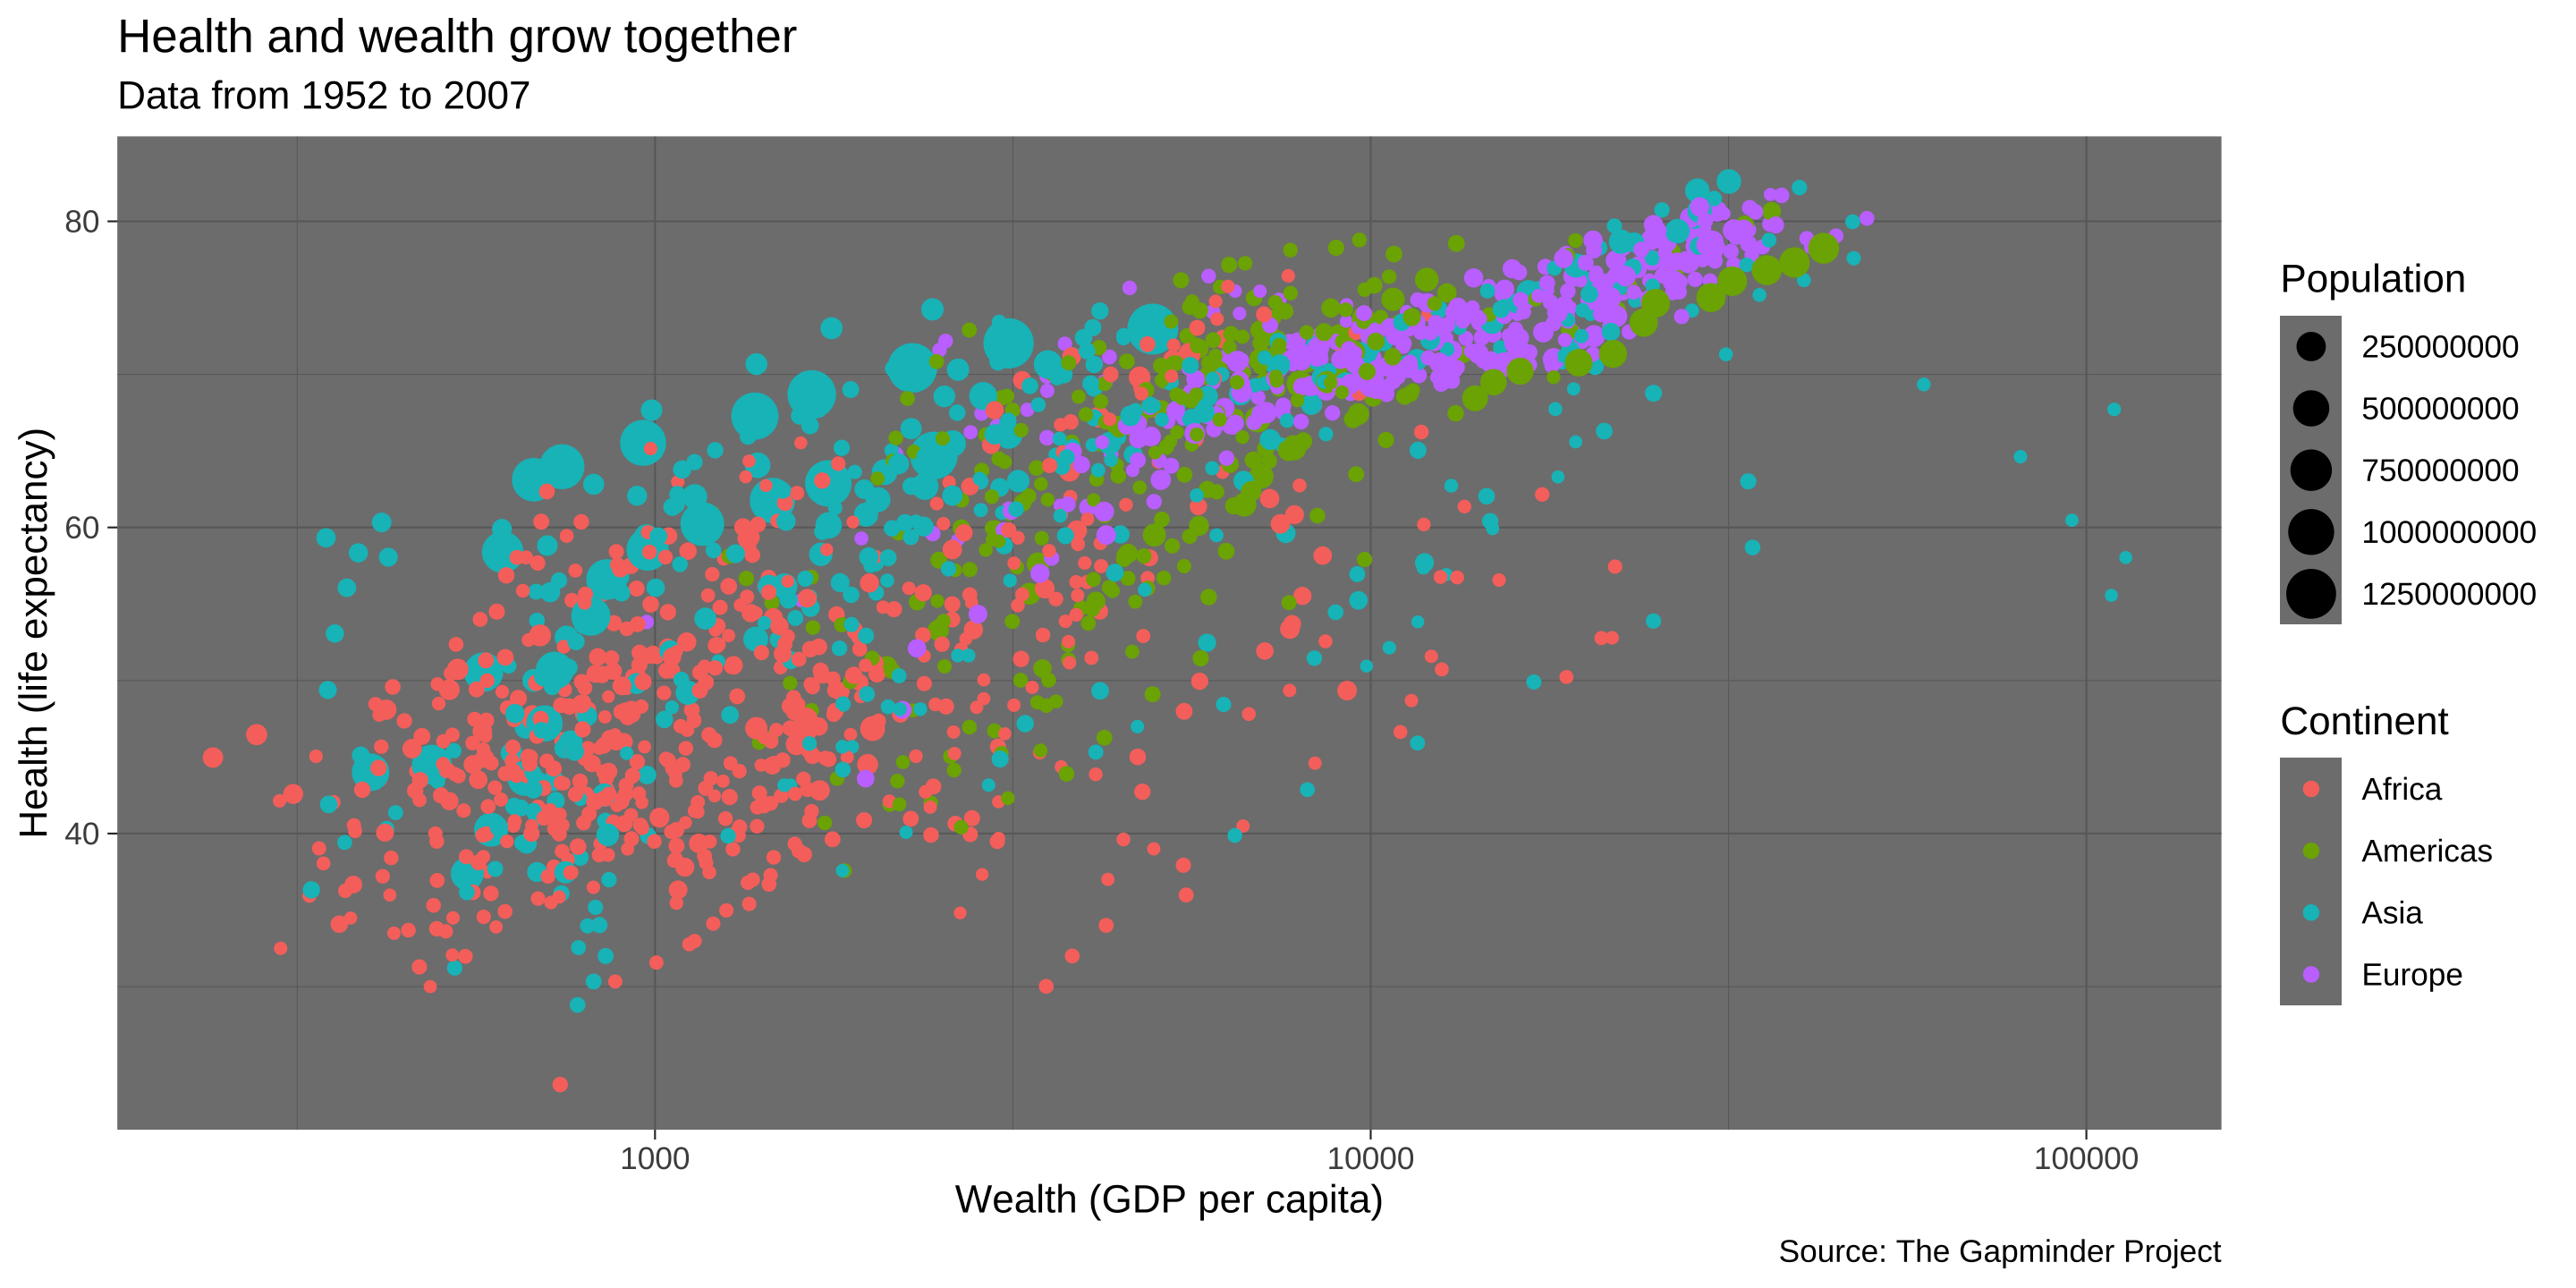 Health and wealth grow together
Data from 1952 to 2007
Health (life expectancy)
80
60
40
1000
10000
100000
Wealth (GDP per capita)
Population
250000000
500000000
750000000
1000000000
1250000000
Continent
Africa
Americas
Asia
Europe
Source: The Gapminder Project